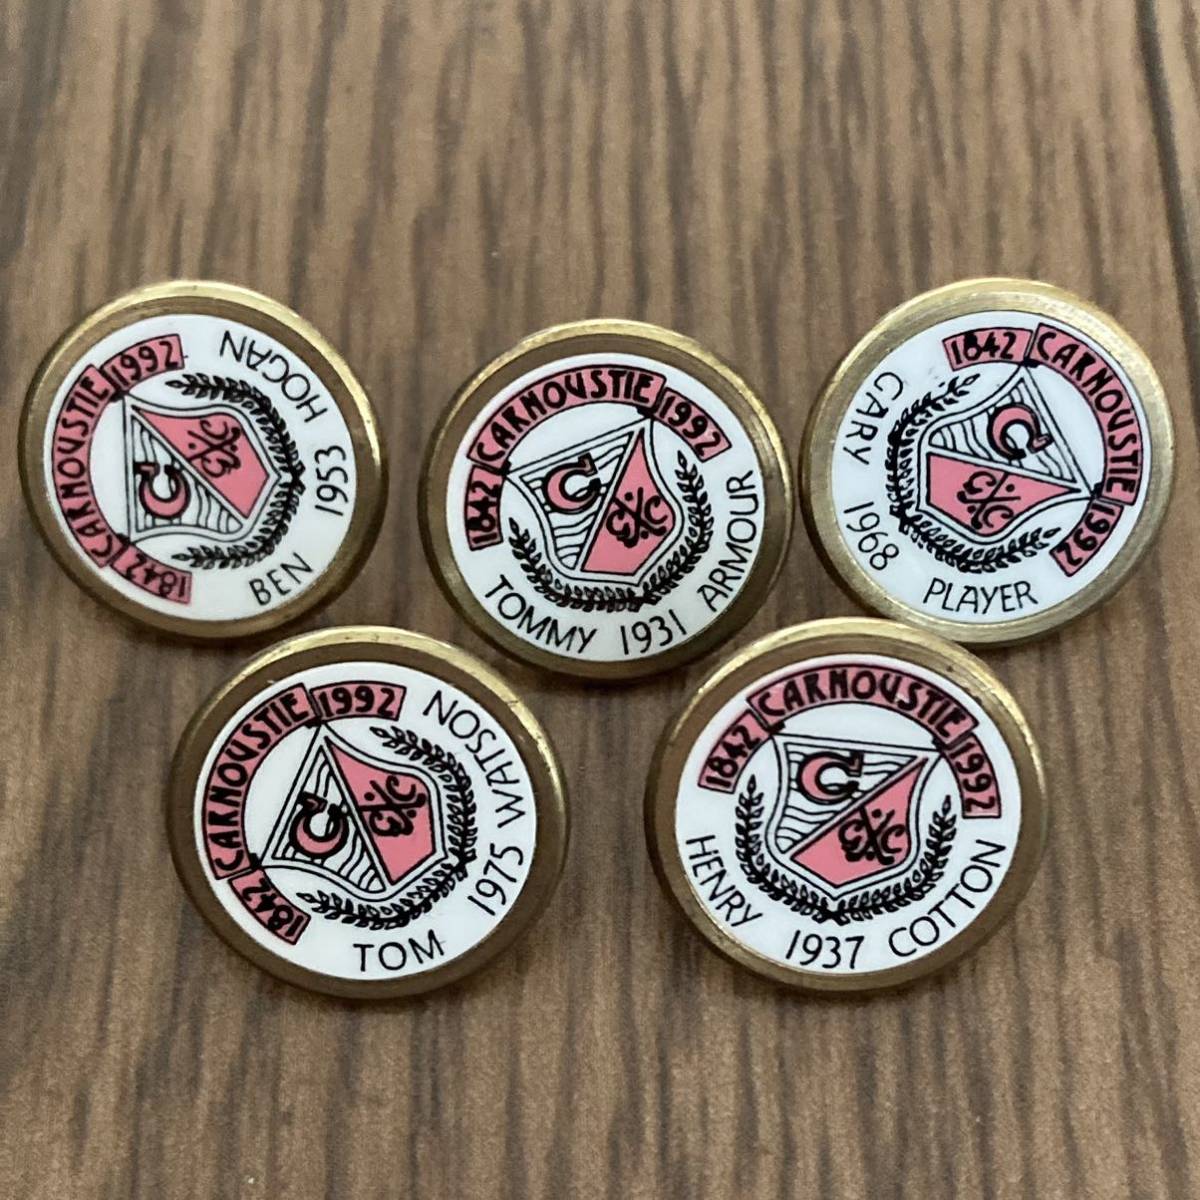 1842 CARNOUSTIE 1992
BEN 1953 HOGAN
1842 CARNOUSTIE 1992
TOMMY 1931 ARMOUR
1842 CARNOUSTIE 1992
GARY 1968 PLAYER
1842 CARNOUSTIE 1992
TOM 1975 WATSON
1842 CARNOUSTIE 1992
HENRY 1937 COTTON